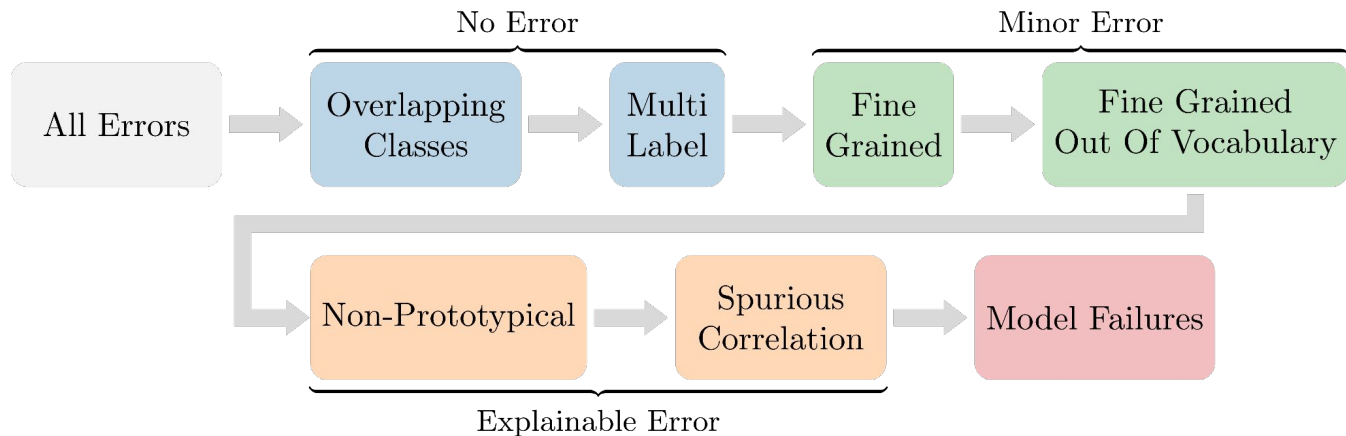 No Error
Minor Error
All Errors
Overlapping
Classes
Multi
Label
Fine
Grained
Fine Grained
Out Of Vocabulary
Non-Prototypical
Spurious
Correlation
Model Failures
Explainable Error